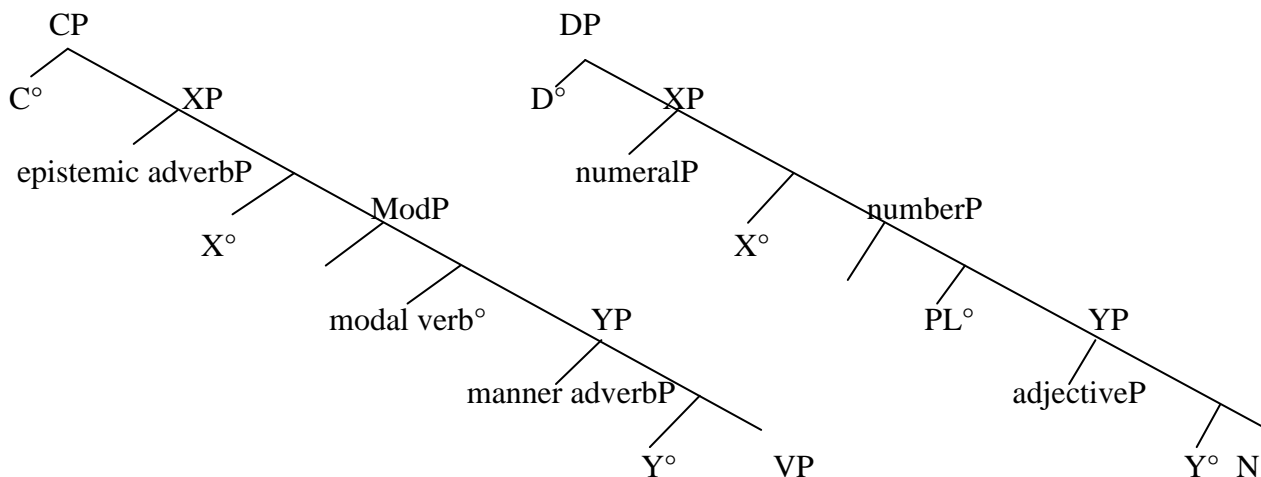 CP DP
C° XP D° XP
epistemic adverbP numeralP
ModP numberP
X° X°
modal verb° YP PL° YP
manner adverbP adjectiveP
Y° VP Y° N